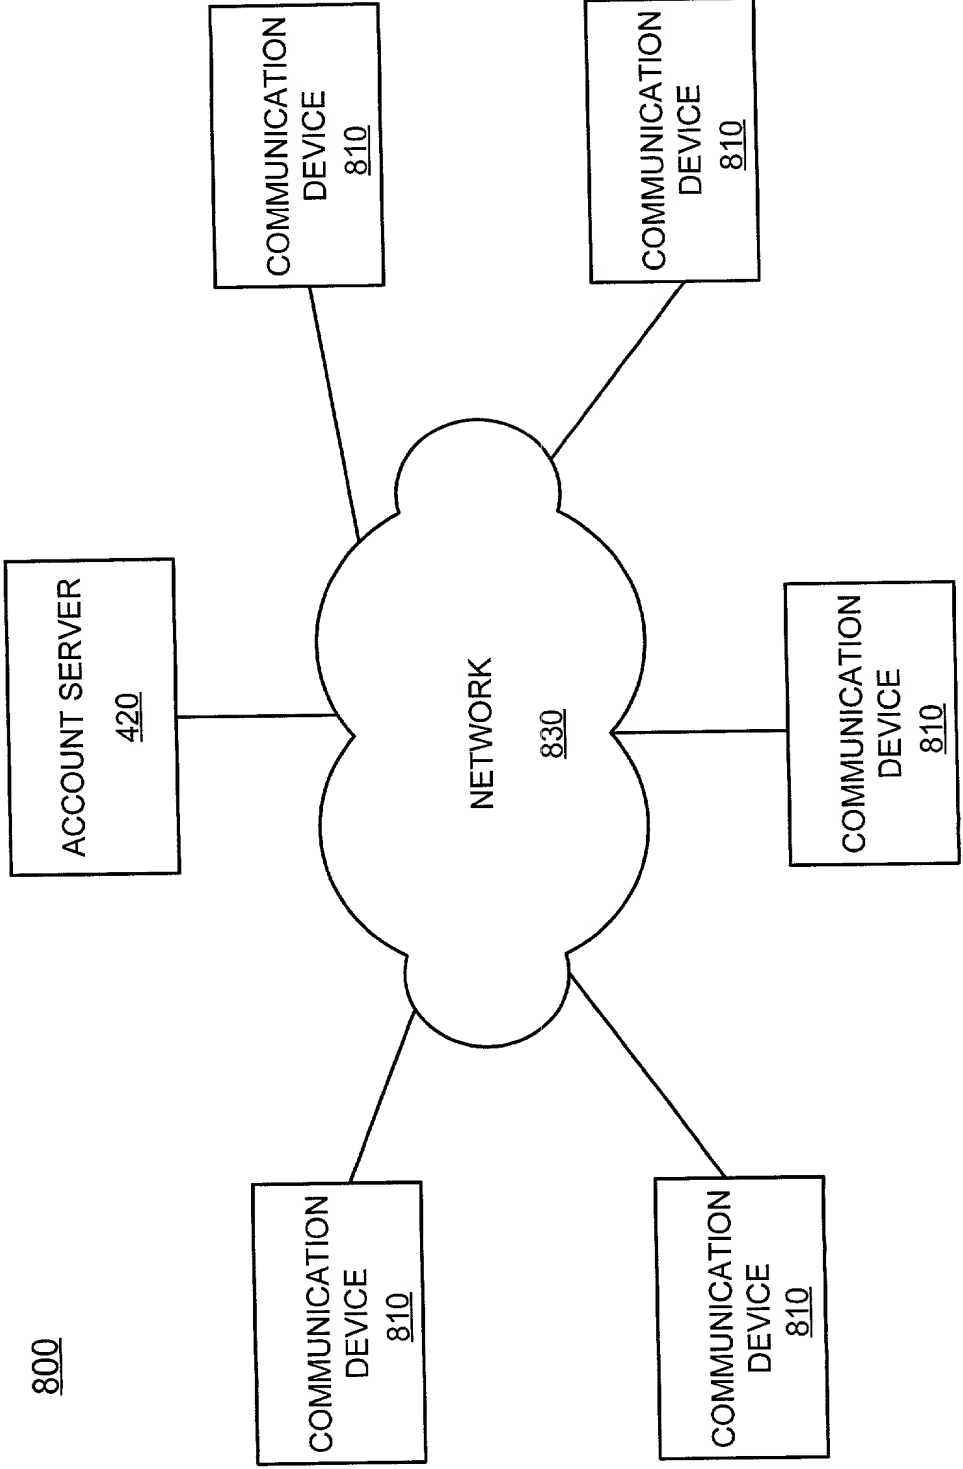 800
ACCOUNT SERVER
420
COMMUNICATION
DEVICE
810
COMMUNICATION
DEVICE
810
NETWORK
830
COMMUNICATION
DEVICE
810
COMMUNICATION
DEVICE
810
COMMUNICATION
DEVICE
810